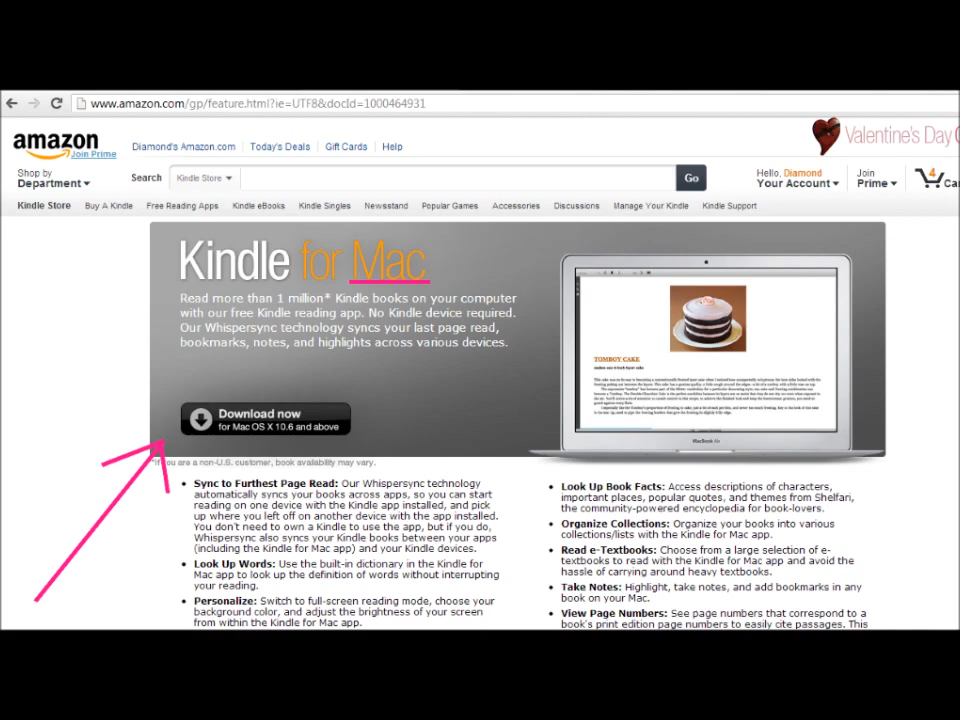 www.amazon.com/gp/feature.html?ie=UTF8&docId=1000464931
amazon
Join Prime
Diamond's Amazon.com
Today's Deals
Gift Cards
Help
Valentine's Day
Shop by
Department
Search
Kindle Store
Go
Hello, Diamond
Your Account
Join
Prime
4
Kindle Store
Buy A Kindle
Free Reading Apps
Kindle eBooks
Kindle Singles
Newsstand
Popular Games
Accessories
Discussions
Manage Your Kindle
Kindle Support
Kindle for Mac
Read more than 1 million* Kindle books on your computer
with our free Kindle reading app. No Kindle device required.
Our Whispersync technology syncs your last page read,
bookmarks, notes, and highlights across various devices.
Download now
for Mac OS X 10.6 and above
TOMBOY CAKE
MacBook Air
*If you are a non-U.S. customer, book availability may vary.
• Sync to Furthest Page Read: Our Whispersync technology
automatically syncs your books across apps, so you can start
reading on one device with the Kindle app installed, and pick
up where you left off on another device with the app installed.
You don't need to own a Kindle to use the app, but if you do,
Whispersync also syncs your Kindle books between your apps
(including the Kindle for Mac app) and your Kindle devices.
• Look Up Words: Use the built-in dictionary in the Kindle for
Mac app to look up the definition of words without interrupting
your reading.
• Personalize: Switch to full-screen reading mode, choose your
background color, and adjust the brightness of your screen
from within the Kindle for Mac app.
• Look Up Book Facts: Access descriptions of characters,
important places, popular quotes, and themes from Shelfari,
the community-powered encyclopedia for book-lovers.
• Organize Collections: Organize your books into various
collections/lists with the Kindle for Mac app.
• Read e-Textbooks: Choose from a large selection of e-
textbooks to read with the Kindle for Mac app and avoid the
hassle of carrying around heavy textbooks.
• Take Notes: Highlight, take notes, and add bookmarks in any
book on your Mac.
• View Page Numbers: See page numbers that correspond to a
book's print edition page numbers to easily cite passages. This